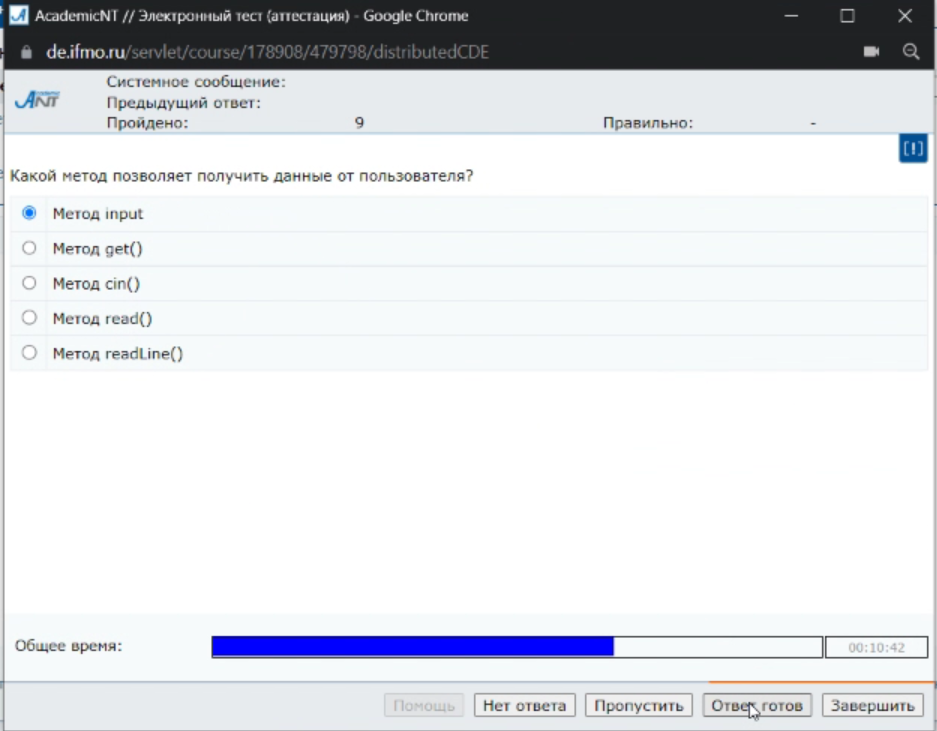 AcademicNT // Электронный тест (аттестация) - Google Chrome
de.ifmo.ru/servlet/course/178908/479798/distributedCDE
Academic NT
Системное сообщение:
Предыдущий ответ:
Пройдено: 9 Правильно: -
[!]
Какой метод позволяет получить данные от пользователя?
Метод input
Метод get()
Метод cin()
Метод read()
Метод readLine()
Общее время: 00:10:42
Помощь Нет ответа Пропустить Ответ готов Завершить